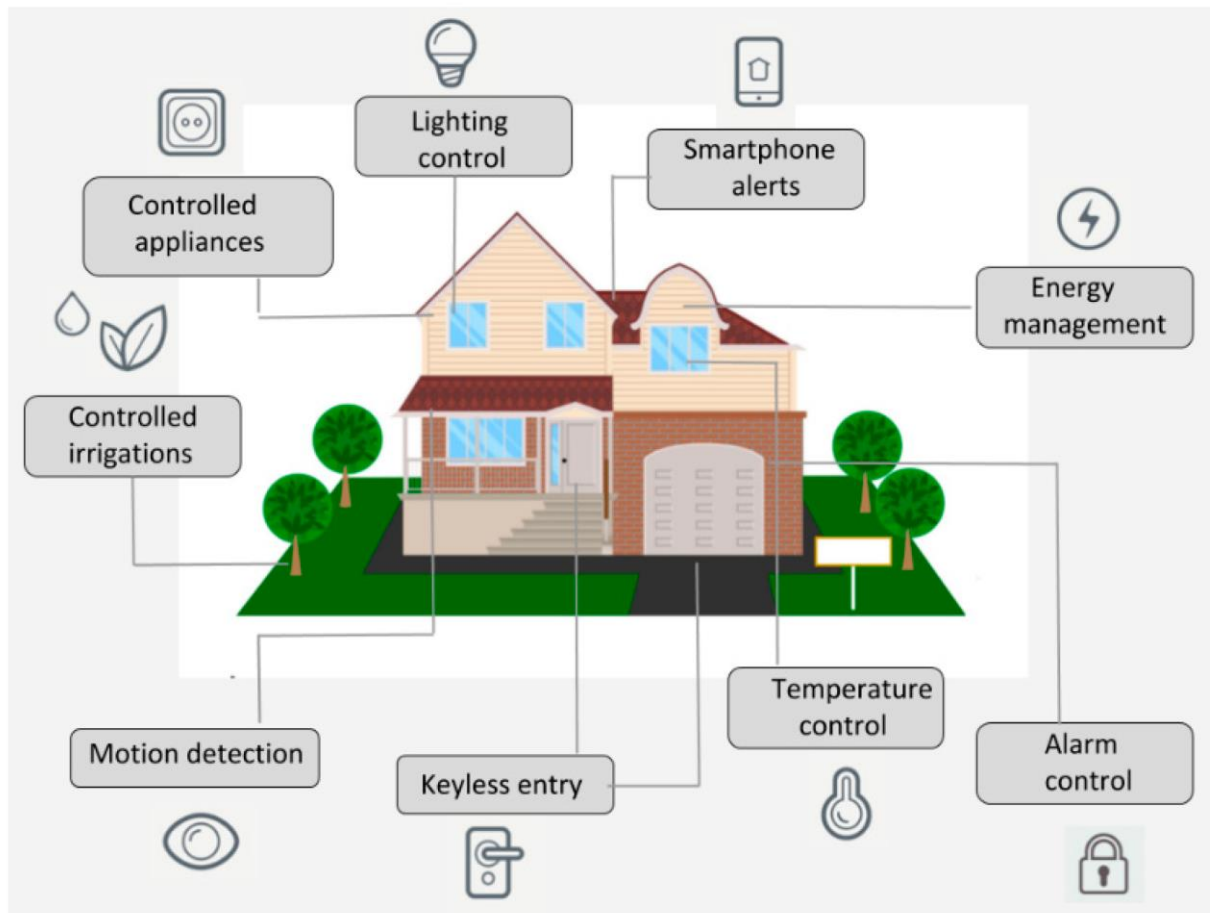 Lighting
control
Smartphone
alerts
Controlled
appliances
Energy
management
Controlled
irrigations
Temperature
control
Motion detection
Keyless entry
Alarm
control